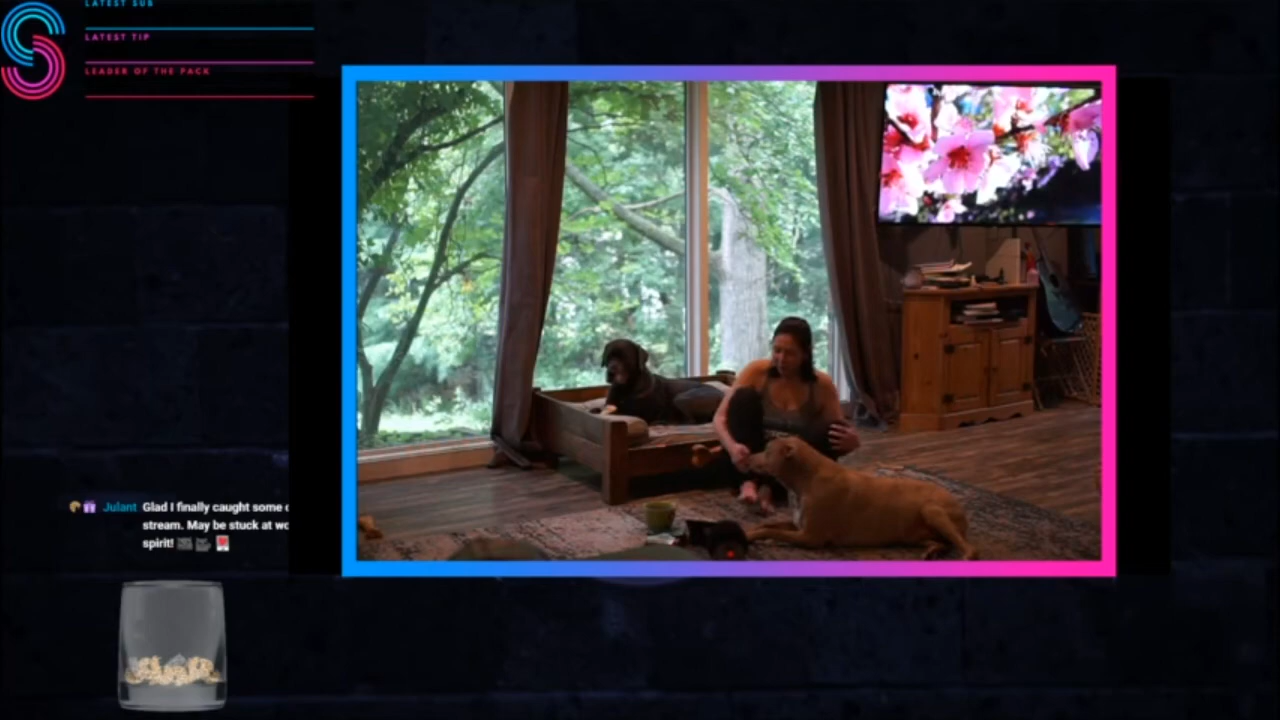 LATEST SUB
LATEST TIP
LEADER OF THE PACK
Julant Glad I finally caught some
stream. May be stuck at
spirit!